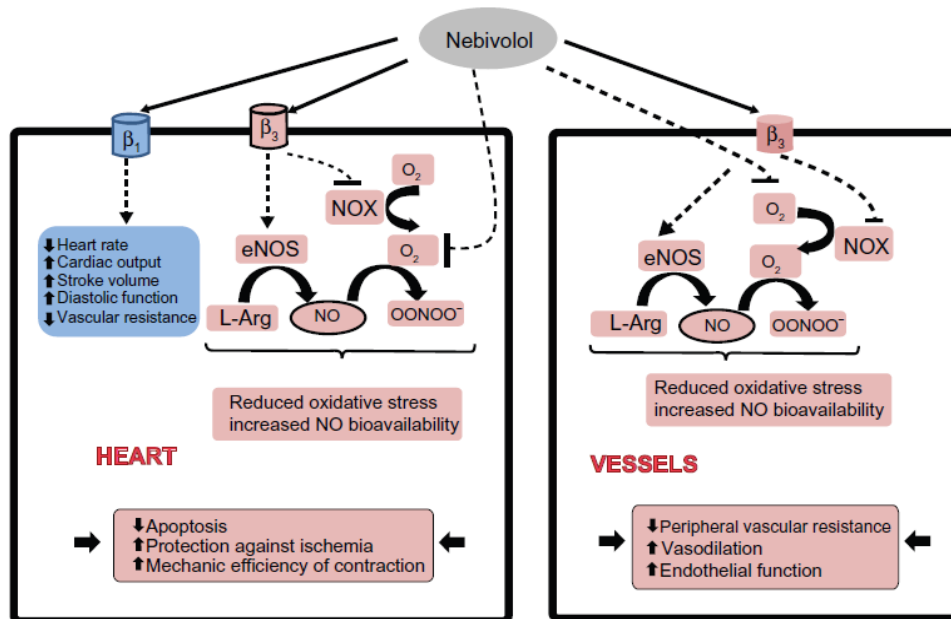 Nebivolol
β1
β3
O2
NOX
eNOS
O2
L-Arg
NO
OONOO⁻
Heart rate
Cardiac output
Stroke volume
Diastolic function
Vascular resistance
Reduced oxidative stress
increased NO bioavailability
HEART
Apoptosis
Protection against ischemia
Mechanic efficiency of contraction
β3
O2
NOX
eNOS
O2
L-Arg
NO
OONOO⁻
Reduced oxidative stress
increased NO bioavailability
VESSELS
Peripheral vascular resistance
Vasodilation
Endothelial function